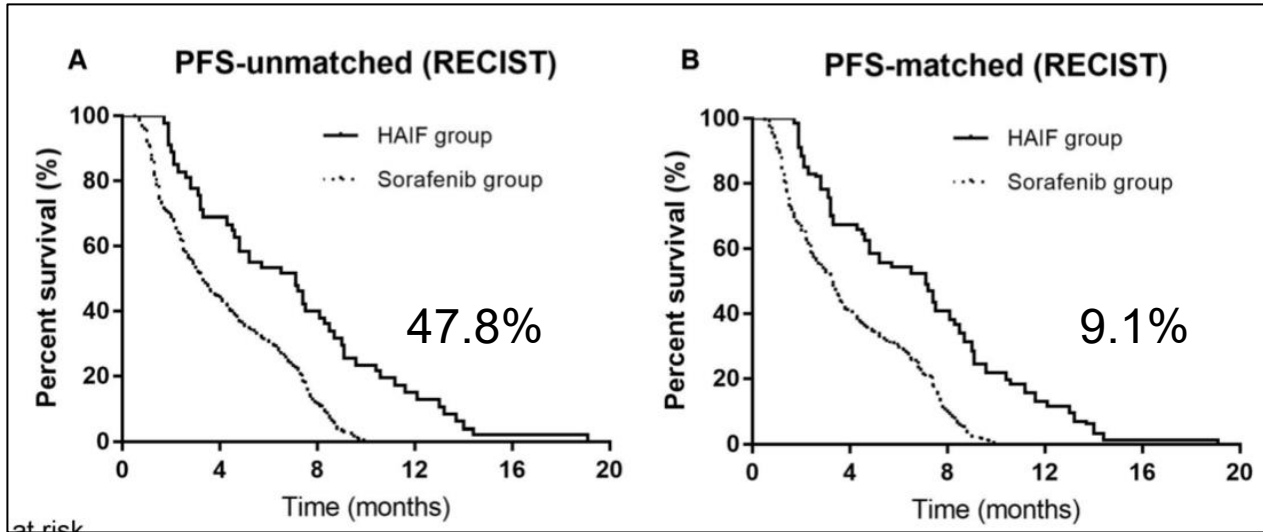 A PFS-unmatched (RECIST)
Percent survival (%)
100
80
60
40
20
0
HAIF group
Sorafenib group
47.8%
0 4 8 12 16 20
Time (months)
at risk
B PFS-matched (RECIST)
Percent survival (%)
100
80
60
40
20
0
HAIF group
Sorafenib group
9.1%
0 4 8 12 16 20
Time (months)